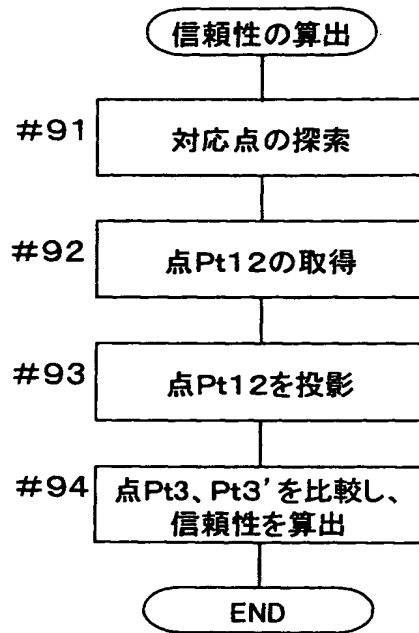 信頼性の算出
#91
対応点の探索
#92
点Pt12の取得
#93
点Pt12を投影
#94
点Pt3、Pt3'を比較し、
信頼性を算出
END